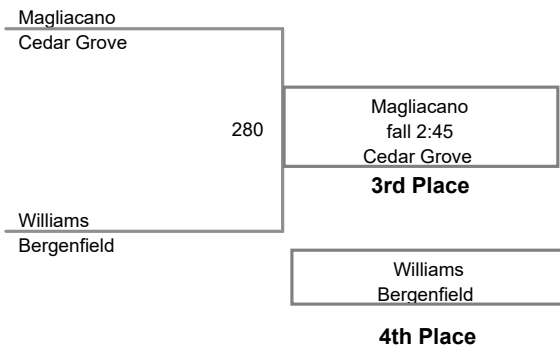 Magliacano
Cedar Grove
280
Magliacano
fall 2:45
Cedar Grove
3rd Place
Williams
Bergenfield
Williams
Bergenfield
4th Place